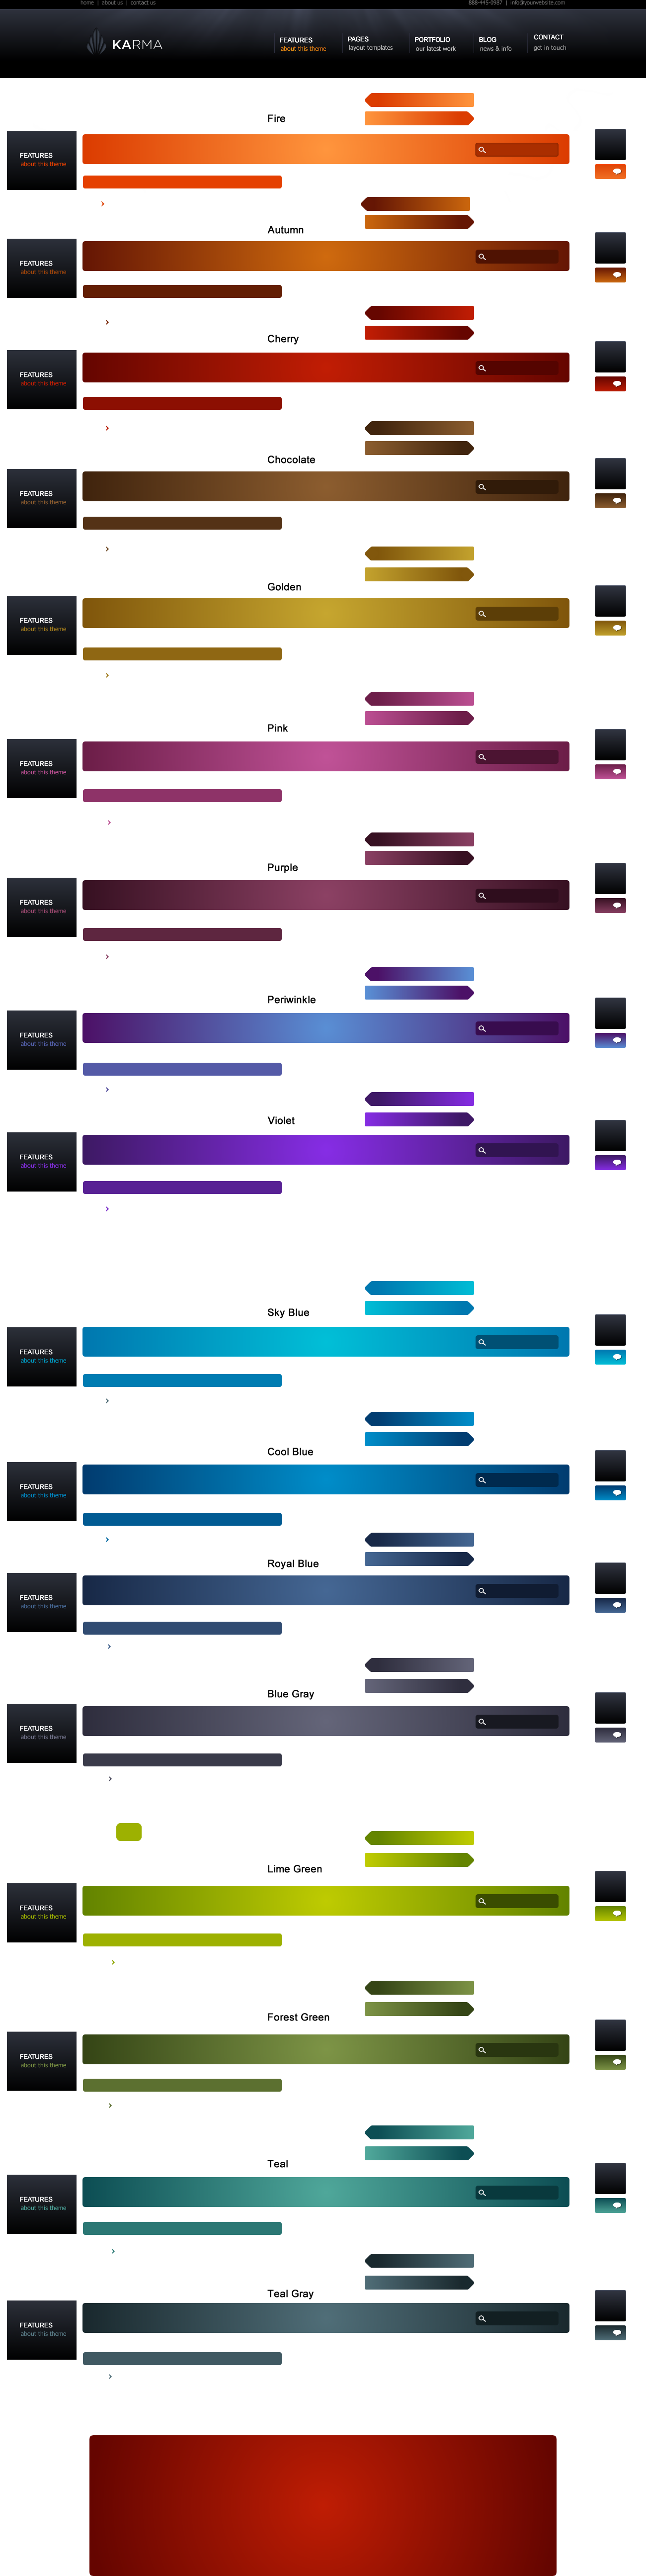 home | about us | contact us
888-445-0987 | info@yourwebsite.com
KARMA
FEATURES
about this theme
PAGES
layout templates
PORTFOLIO
our latest work
BLOG
news & info
CONTACT
get in touch
Fire
FEATURES
about this theme
Autumn
FEATURES
about this theme
Cherry
FEATURES
about this theme
Chocolate
FEATURES
about this theme
Golden
FEATURES
about this theme
Pink
FEATURES
about this theme
Purple
FEATURES
about this theme
Periwinkle
FEATURES
about this theme
Violet
FEATURES
about this theme
Sky Blue
FEATURES
about this theme
Cool Blue
FEATURES
about this theme
Royal Blue
FEATURES
about this theme
Blue Gray
FEATURES
about this theme
Lime Green
FEATURES
about this theme
Forest Green
FEATURES
about this theme
Teal
FEATURES
about this theme
Teal Gray
FEATURES
about this theme